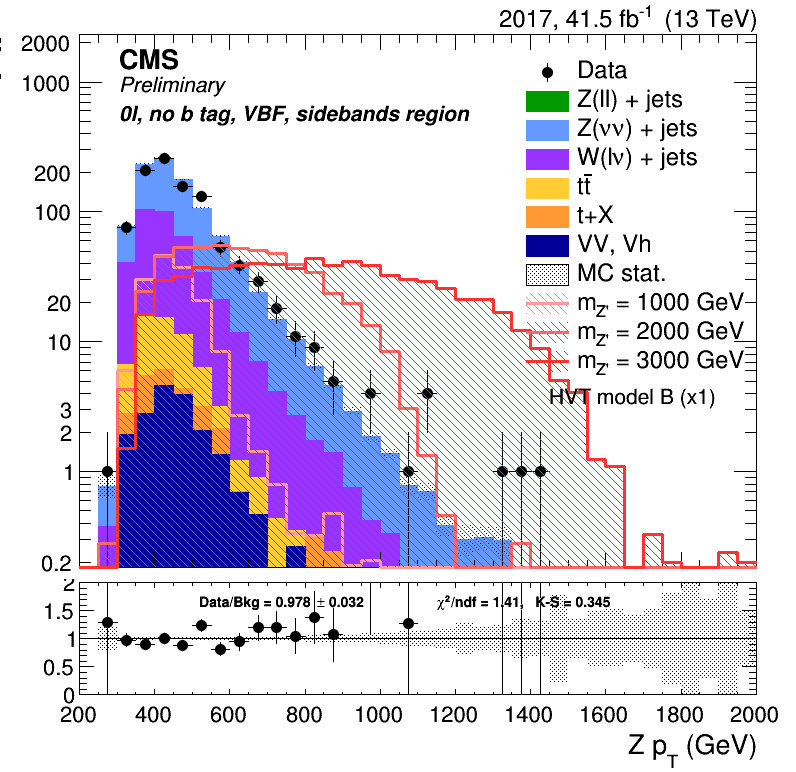 2017, 41.5 fb⁻¹ (13 TeV)
CMS
Preliminary
0l, no b tag, VBF, sidebands region
Data
Z(ll) + jets
Z(νν) + jets
W(lν) + jets
tt̄
t+X
VV, Vh
MC stat.
m_Z' = 1000 GeV
m_Z' = 2000 GeV
m_Z' = 3000 GeV
HVT model B (x1)
2000
1000
200
100
20
10
3
2
1
0.2
Data/Bkg = 0.978 ± 0.032 χ²/ndf = 1.41, K-S = 0.345
2
1.5
1
0.5
0
200 400 600 800 1000 1200 1400 1600 1800 2000
Z p_T (GeV)